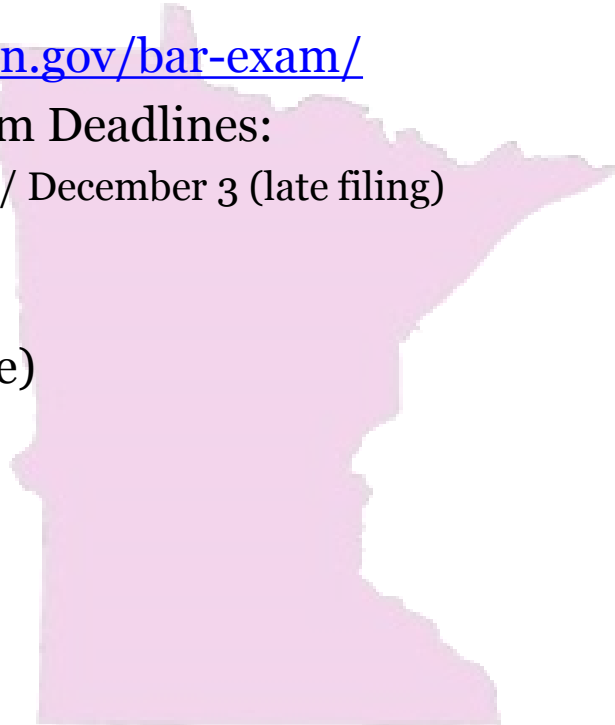 n.gov/bar-exam/
m Deadlines:
/ December 3 (late filing)
e)